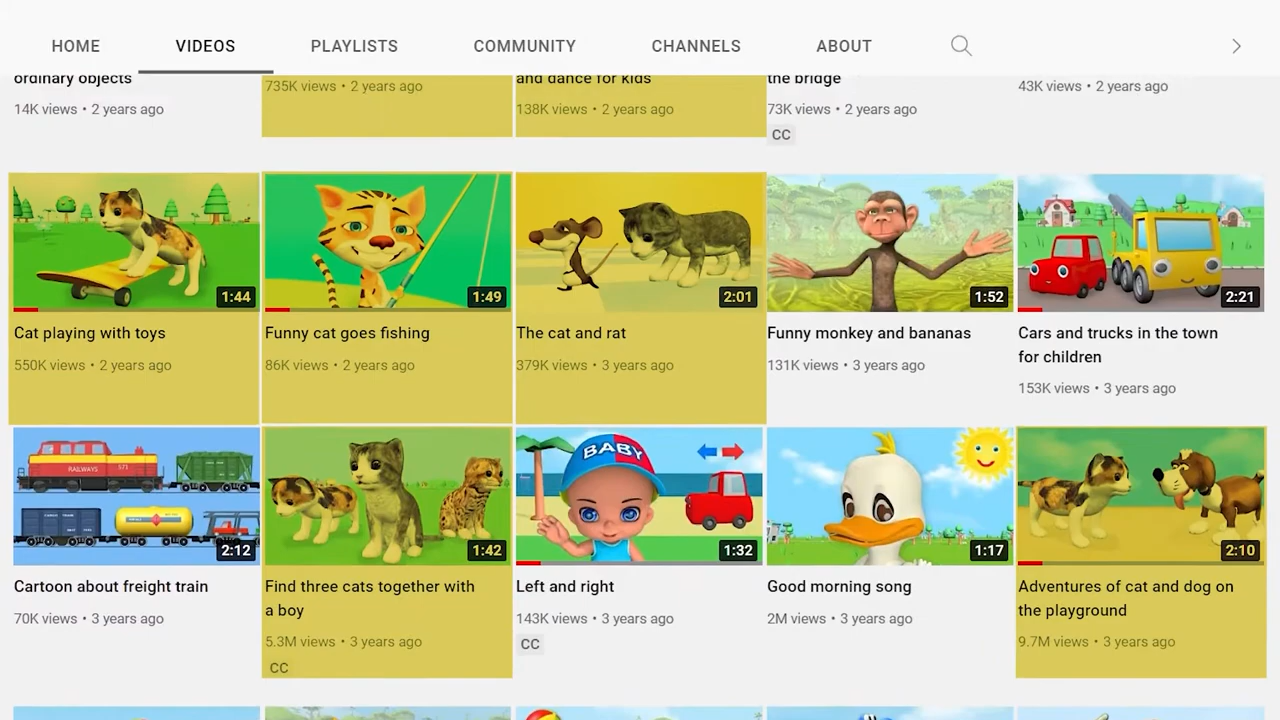 HOME VIDEOS PLAYLISTS COMMUNITY CHANNELS ABOUT
ordinary objects
14K views • 2 years ago
735K views • 2 years ago
and dance for kids
138K views • 2 years ago
the bridge
73K views • 2 years ago
CC
43K views • 2 years ago
1:44
Cat playing with toys
550K views • 2 years ago
1:49
Funny cat goes fishing
86K views • 2 years ago
2:01
The cat and rat
379K views • 3 years ago
1:52
Funny monkey and bananas
131K views • 3 years ago
2:21
Cars and trucks in the town
for children
153K views • 3 years ago
RAILWAYS 571
2:12
Cartoon about freight train
70K views • 3 years ago
1:42
Find three cats together with
a boy
5.3M views • 3 years ago
CC
BABY
1:32
Left and right
143K views • 3 years ago
CC
1:17
Good morning song
2M views • 3 years ago
2:10
Adventures of cat and dog on
the playground
9.7M views • 3 years ago